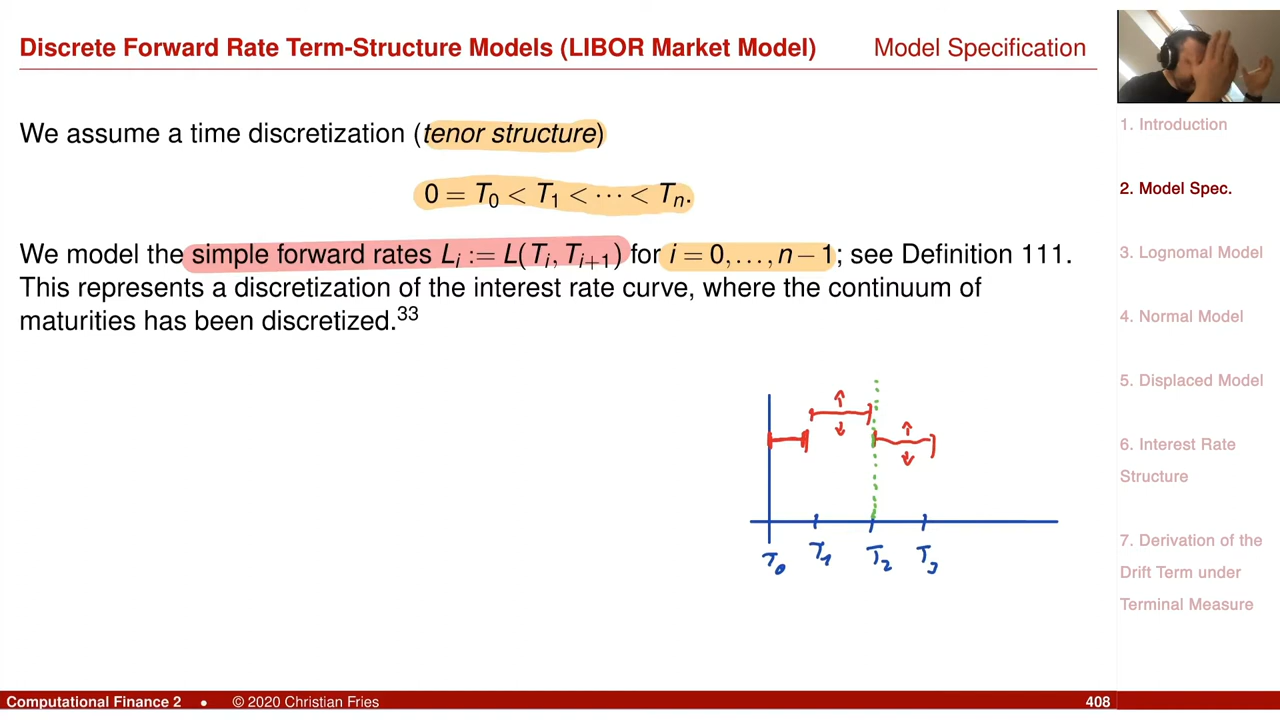 Discrete Forward Rate Term-Structure Models (LIBOR Market Model) Model Specification
We assume a time discretization (tenor structure)
0 = T₀ < T₁ < ⋯ < Tₙ.
We model the simple forward rates Lᵢ := L(Tᵢ, Tᵢ₊₁) for i = 0, …, n − 1; see Definition 111.
This represents a discretization of the interest rate curve, where the continuum of
maturities has been discretized.³³
T₀ T₁ T₂ T₃
1. Introduction
2. Model Spec.
3. Lognomal Model
4. Normal Model
5. Displaced Model
6. Interest Rate
Structure
7. Derivation of the
Drift Term under
Terminal Measure
Computational Finance 2 • © 2020 Christian Fries 408